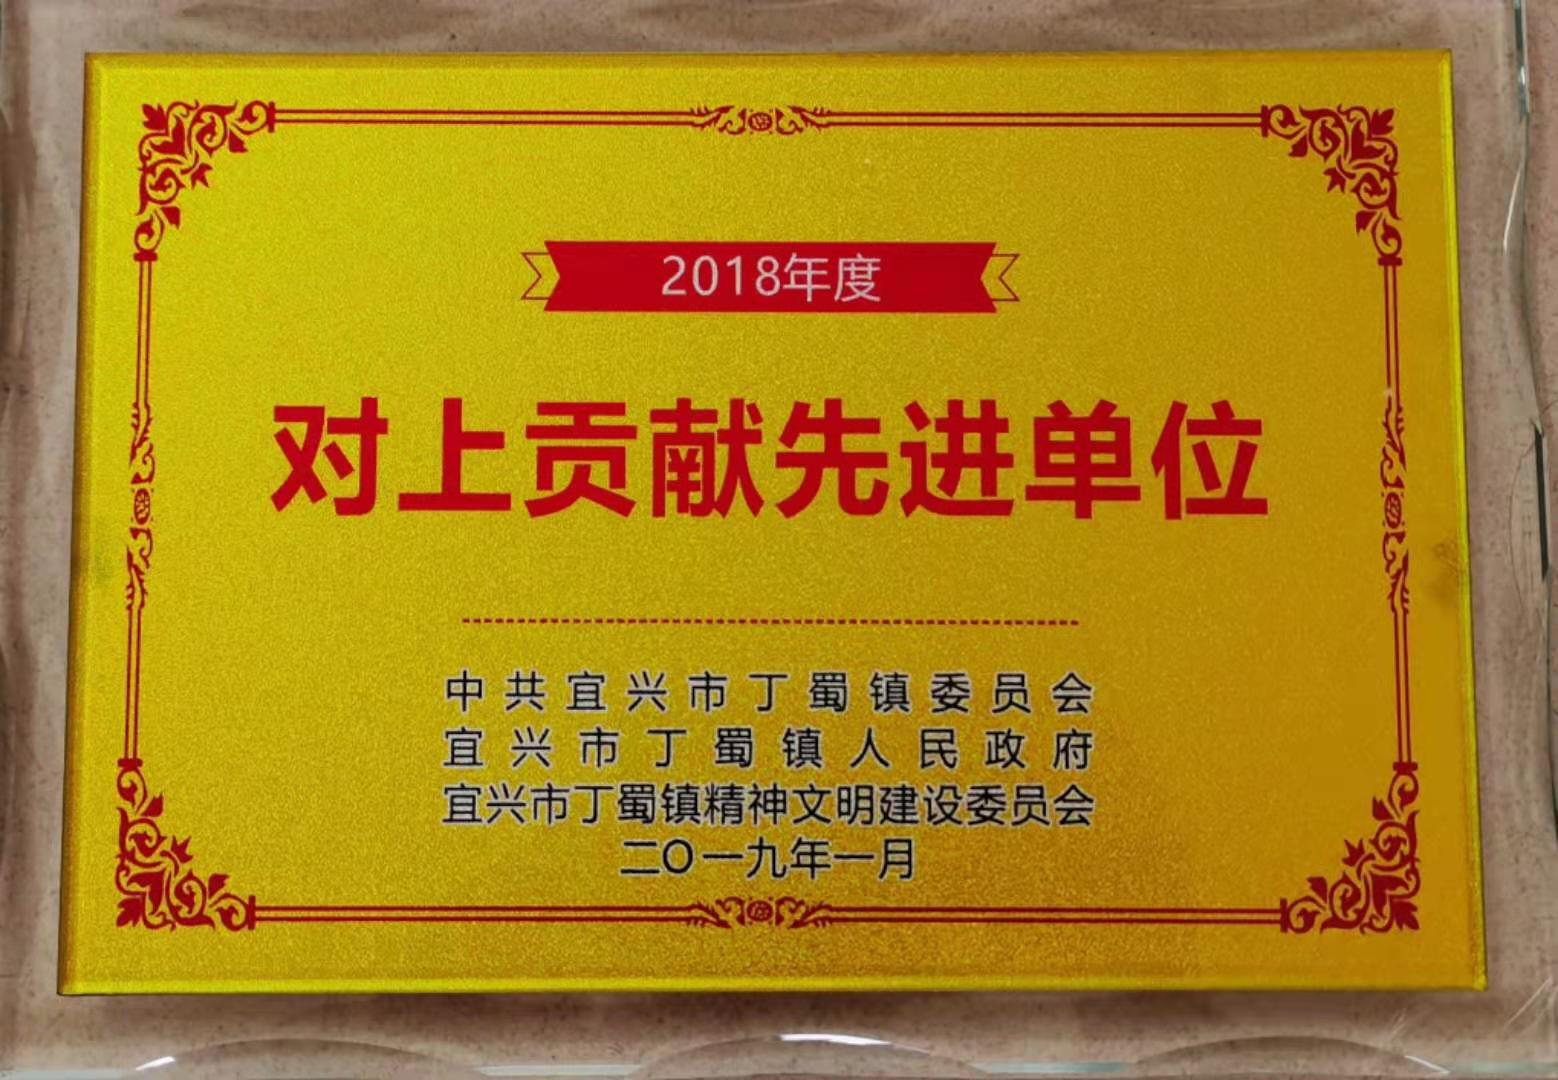 2018年度
对上贡献先进单位
中共宜兴市丁蜀镇委员会
宜兴市丁蜀镇人民政府
宜兴市丁蜀镇精神文明建设委员会
二〇一九年一月